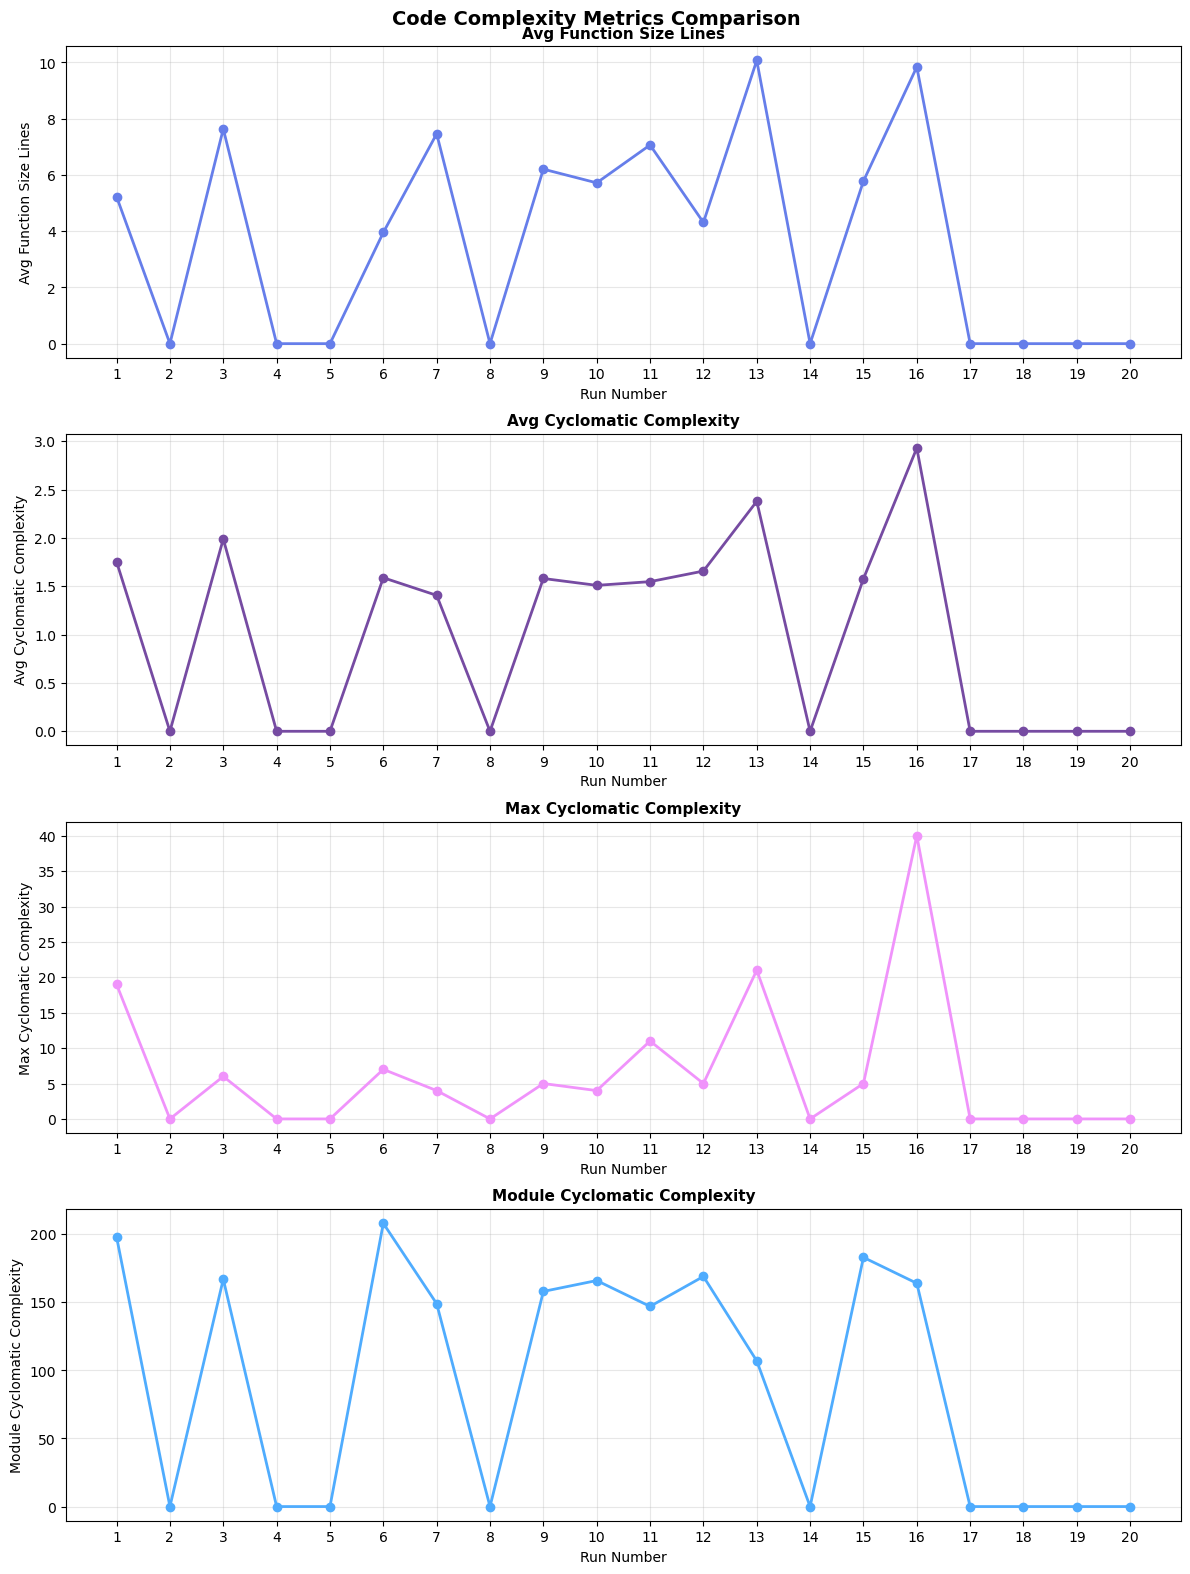 Code Complexity Metrics Comparison
Avg Function Size Lines
Avg Function Size Lines
10
8
6
4
2
0
1 2 3 4 5 6 7 8 9 10 11 12 13 14 15 16 17 18 19 20
Run Number
Avg Cyclomatic Complexity
Avg Cyclomatic Complexity
3.0
2.5
2.0
1.5
1.0
0.5
0.0
1 2 3 4 5 6 7 8 9 10 11 12 13 14 15 16 17 18 19 20
Run Number
Max Cyclomatic Complexity
Max Cyclomatic Complexity
40
35
30
25
20
15
10
5
0
1 2 3 4 5 6 7 8 9 10 11 12 13 14 15 16 17 18 19 20
Run Number
Module Cyclomatic Complexity
Module Cyclomatic Complexity
200
150
100
50
0
1 2 3 4 5 6 7 8 9 10 11 12 13 14 15 16 17 18 19 20
Run Number